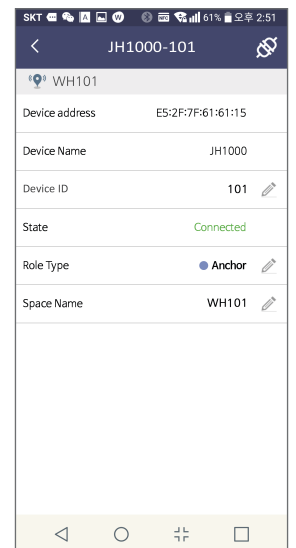 SKT A W NFC 61% 오후 2:51
JH1000-101
WH101
Device address E5:2F:7F:61:61:15
Device Name JH1000
Device ID 101
State Connected
Role Type Anchor
Space Name WH101